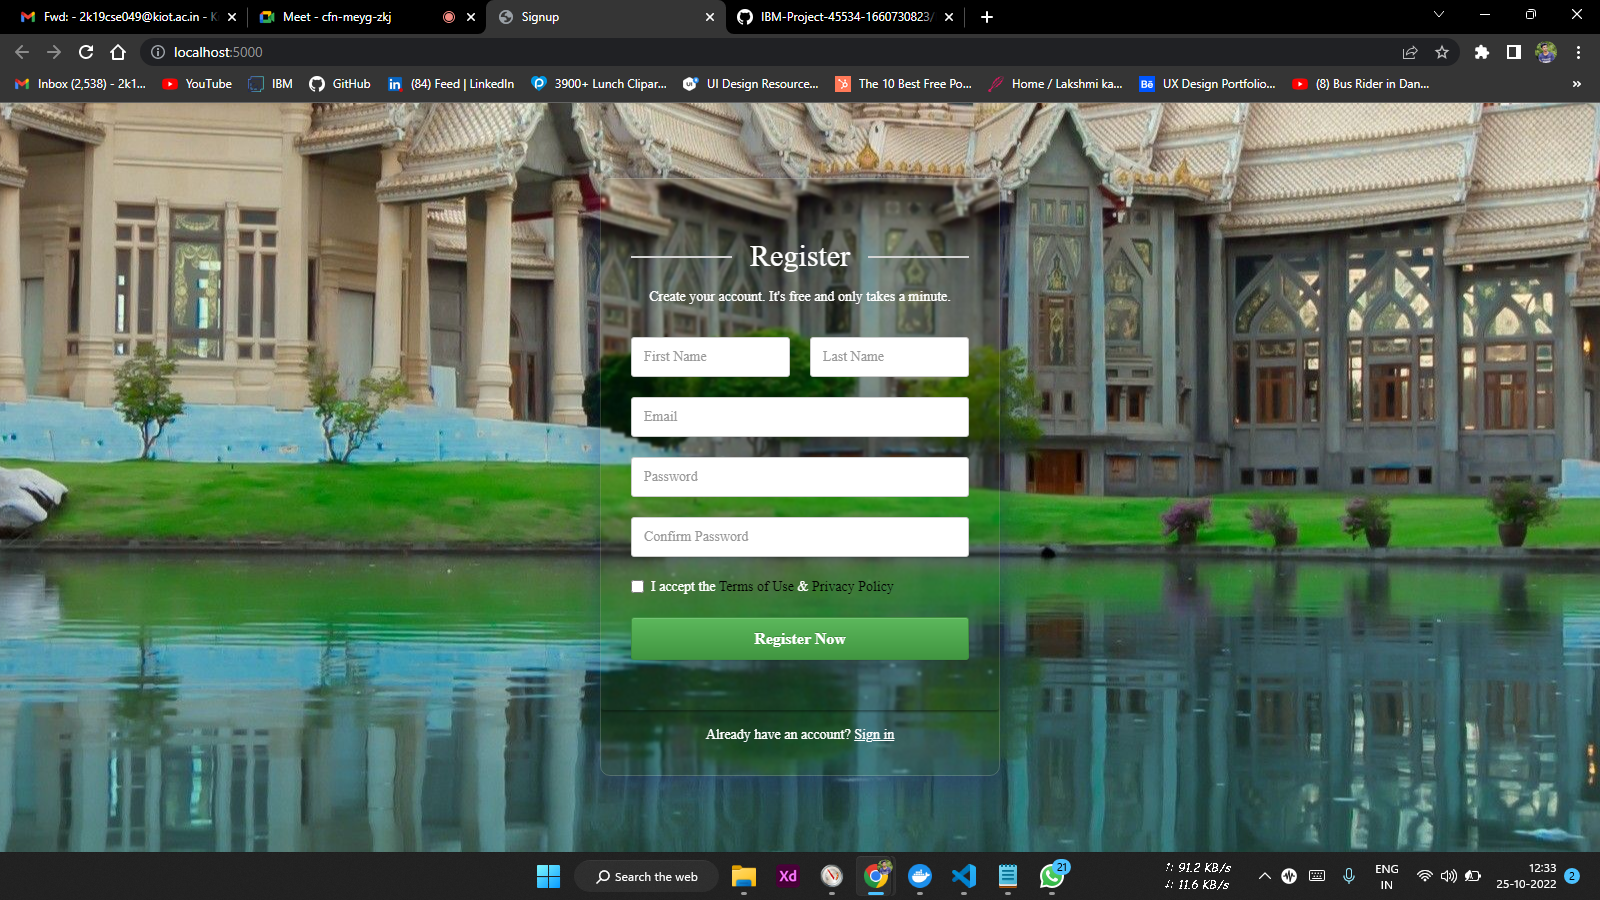 Fwd: - 2k19cse049@kiot.ac.in - K
Meet - cfn-meyg-zkj
Signup
IBM-Project-45534-1660730823/
localhost:5000
Inbox (2,538) - 2k1...
YouTube
IBM
GitHub
(84) Feed | LinkedIn
3900+ Lunch Clipar...
UI Design Resource...
The 10 Best Free Po...
Home / Lakshmi ka...
UX Design Portfolio...
(8) Bus Rider in Dan...
Register
Create your account. It's free and only takes a minute.
First Name
Last Name
Email
Password
Confirm Password
I accept the Terms of Use & Privacy Policy
Register Now
Already have an account? Sign in
Search the web
Xd
21
↑: 91.2 KB/s
↓: 11.6 KB/s
ENG
IN
12:33
25-10-2022
2